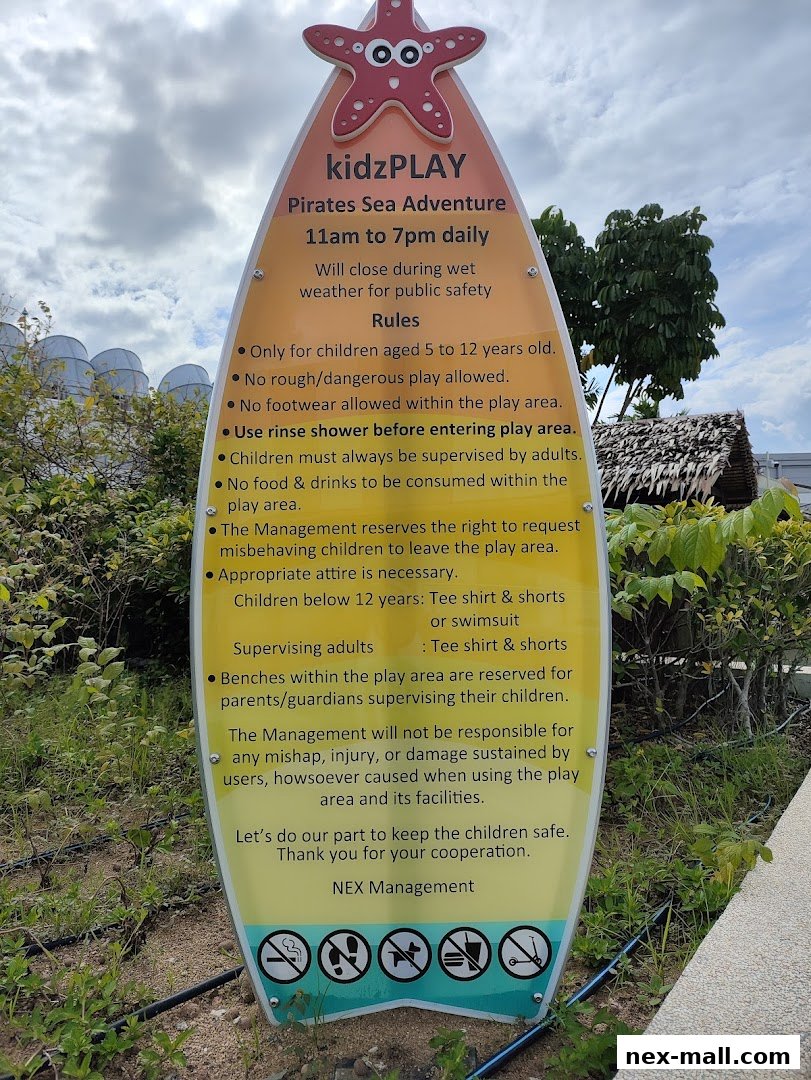 kidzPLAY
Pirates Sea Adventure
11am to 7pm daily
Will close during wet
weather for public safety
Rules
• Only for children aged 5 to 12 years old.
• No rough/dangerous play allowed.
• No footwear allowed within the play area.
• Use rinse shower before entering play area.
• Children must always be supervised by adults.
• No food & drinks to be consumed within the
play area.
• The Management reserves the right to request
misbehaving children to leave the play area.
• Appropriate attire is necessary.
Children below 12 years: Tee shirt & shorts
or swimsuit
Supervising adults : Tee shirt & shorts
• Benches within the play area are reserved for
parents/guardians supervising their children.
The Management will not be responsible for
any mishap, injury, or damage sustained by
users, howsoever caused when using the play
area and its facilities.
Let's do our part to keep the children safe.
Thank you for your cooperation.
NEX Management
nex-mall.com